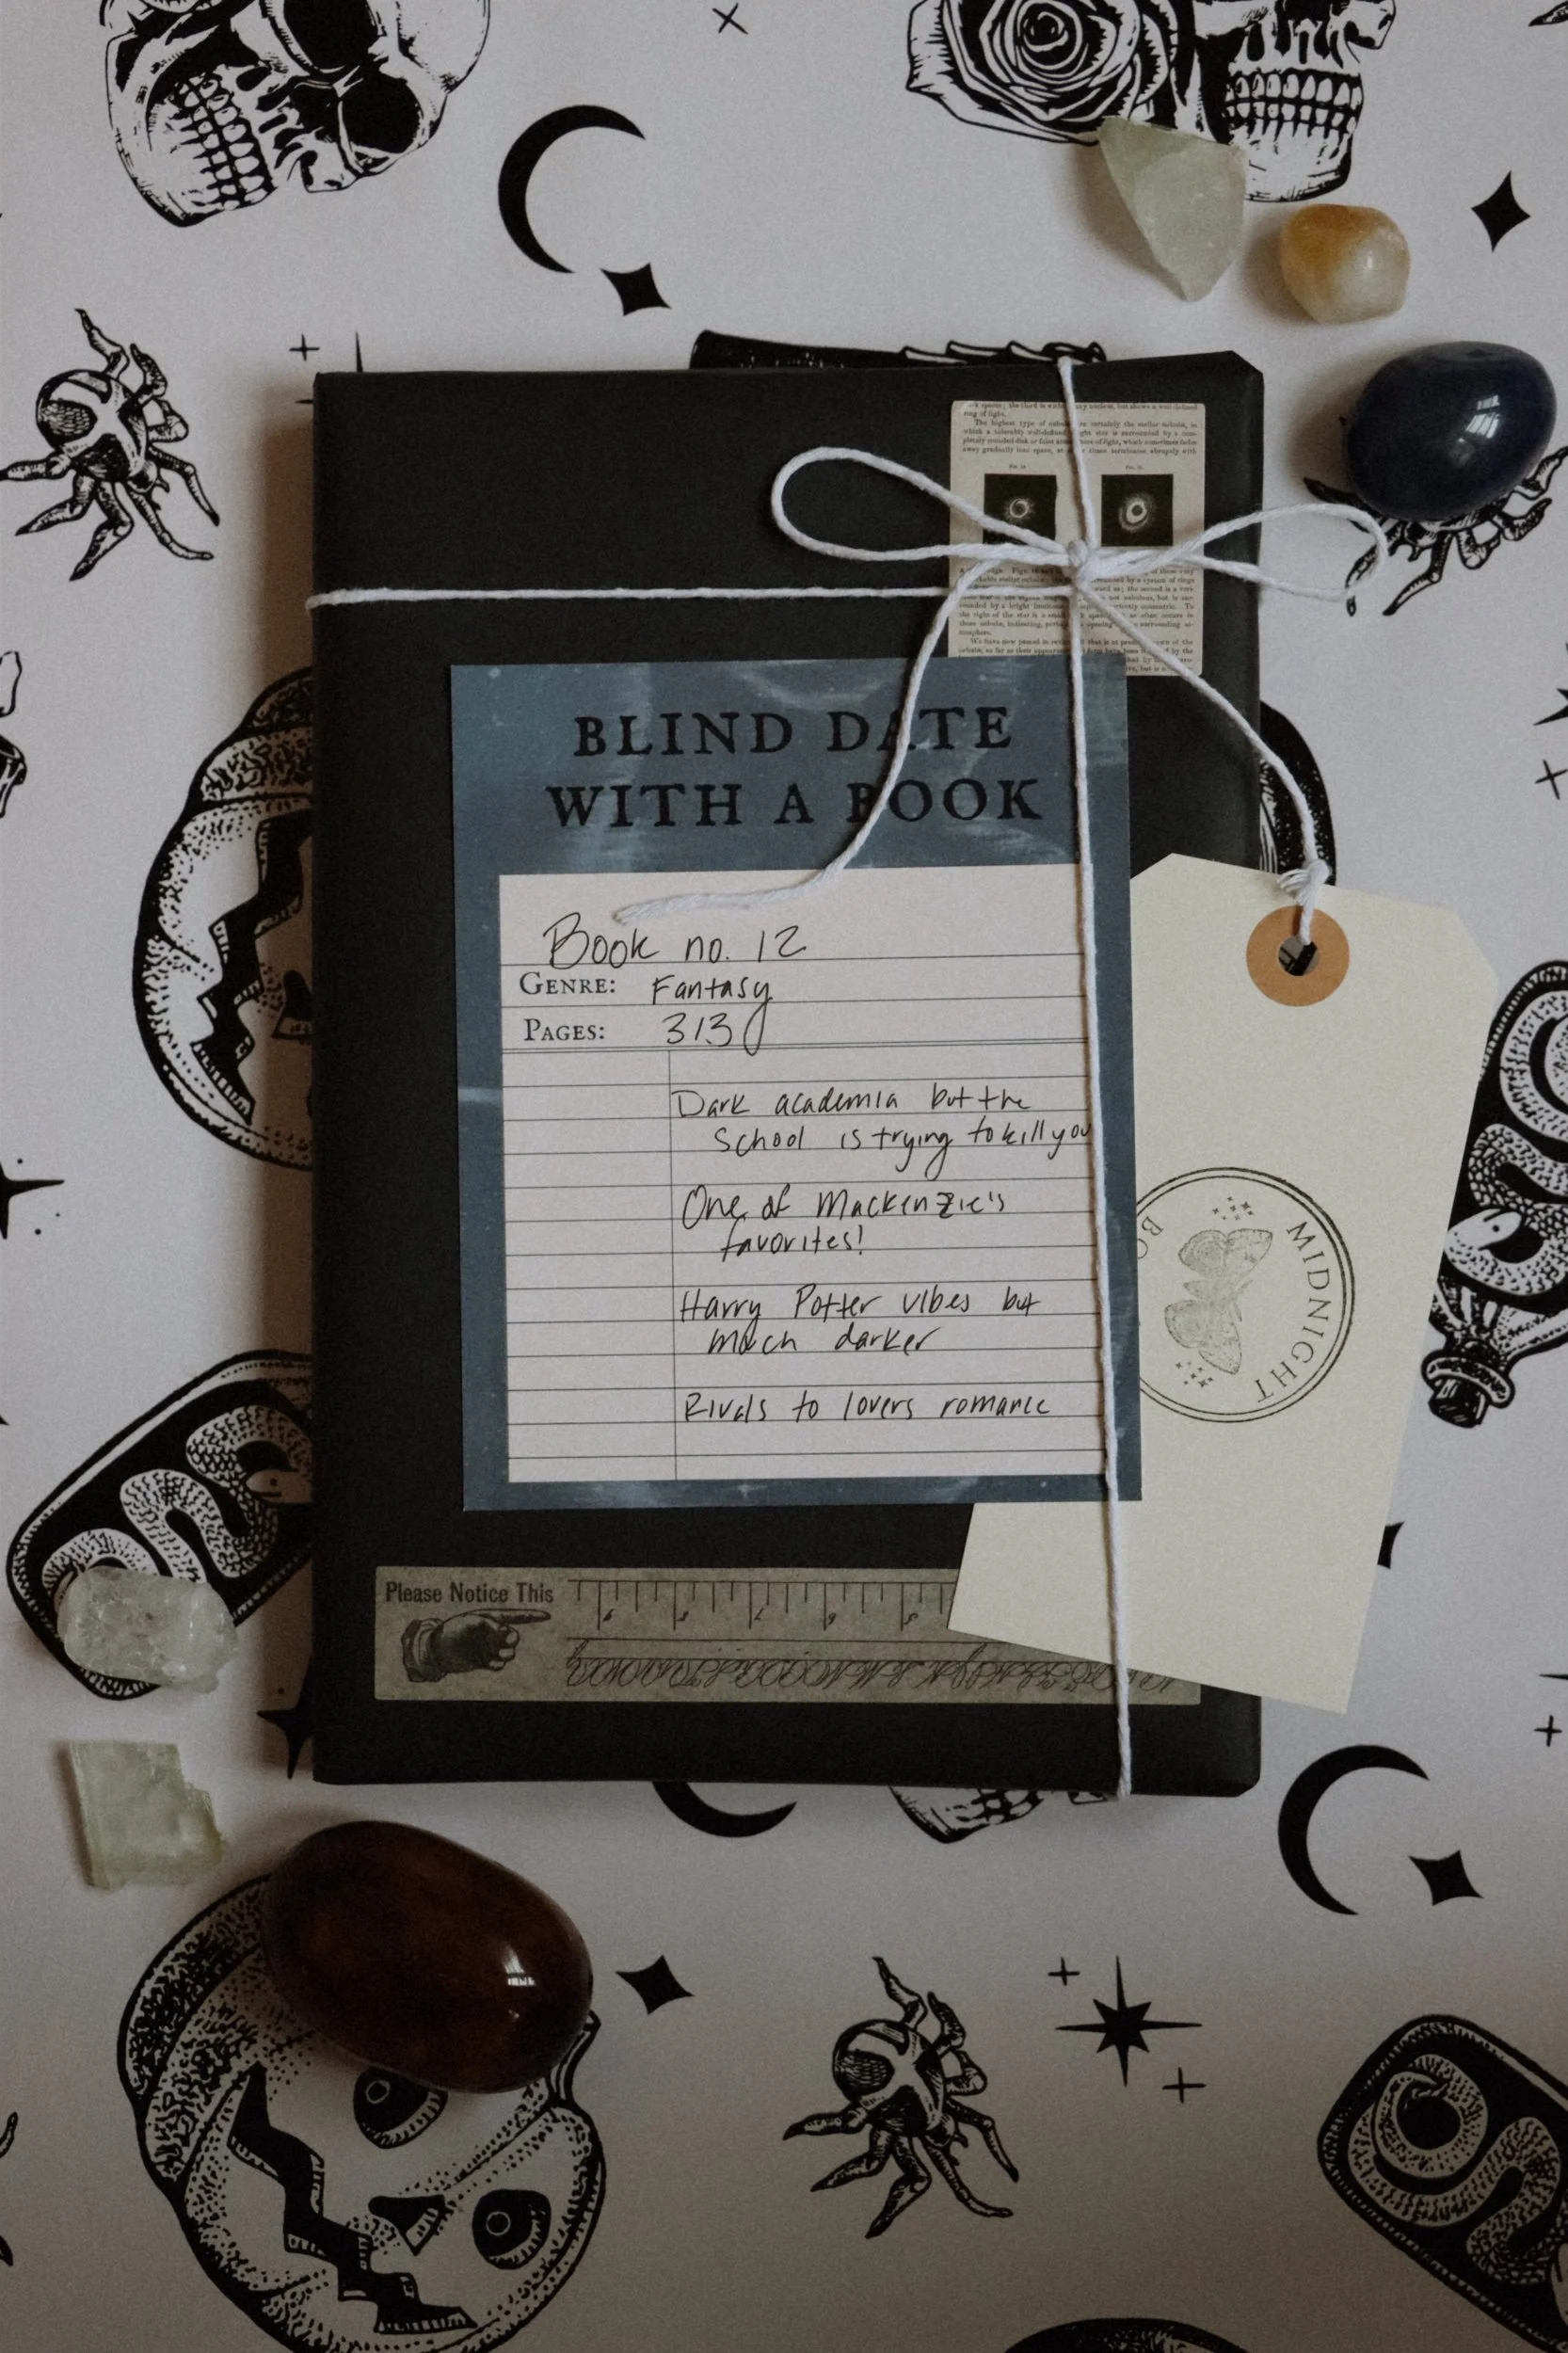 BLIND DATE
WITH A BOOK
Book no. 12
GENRE: Fantasy
PAGES: 313
Dark academia but the
School is trying to kill you
One of Mackenzie's
favorites!
Harry Potter vibes but
much darker
Rivals to lovers romance
MIDNIGHT
BO
Please Notice This